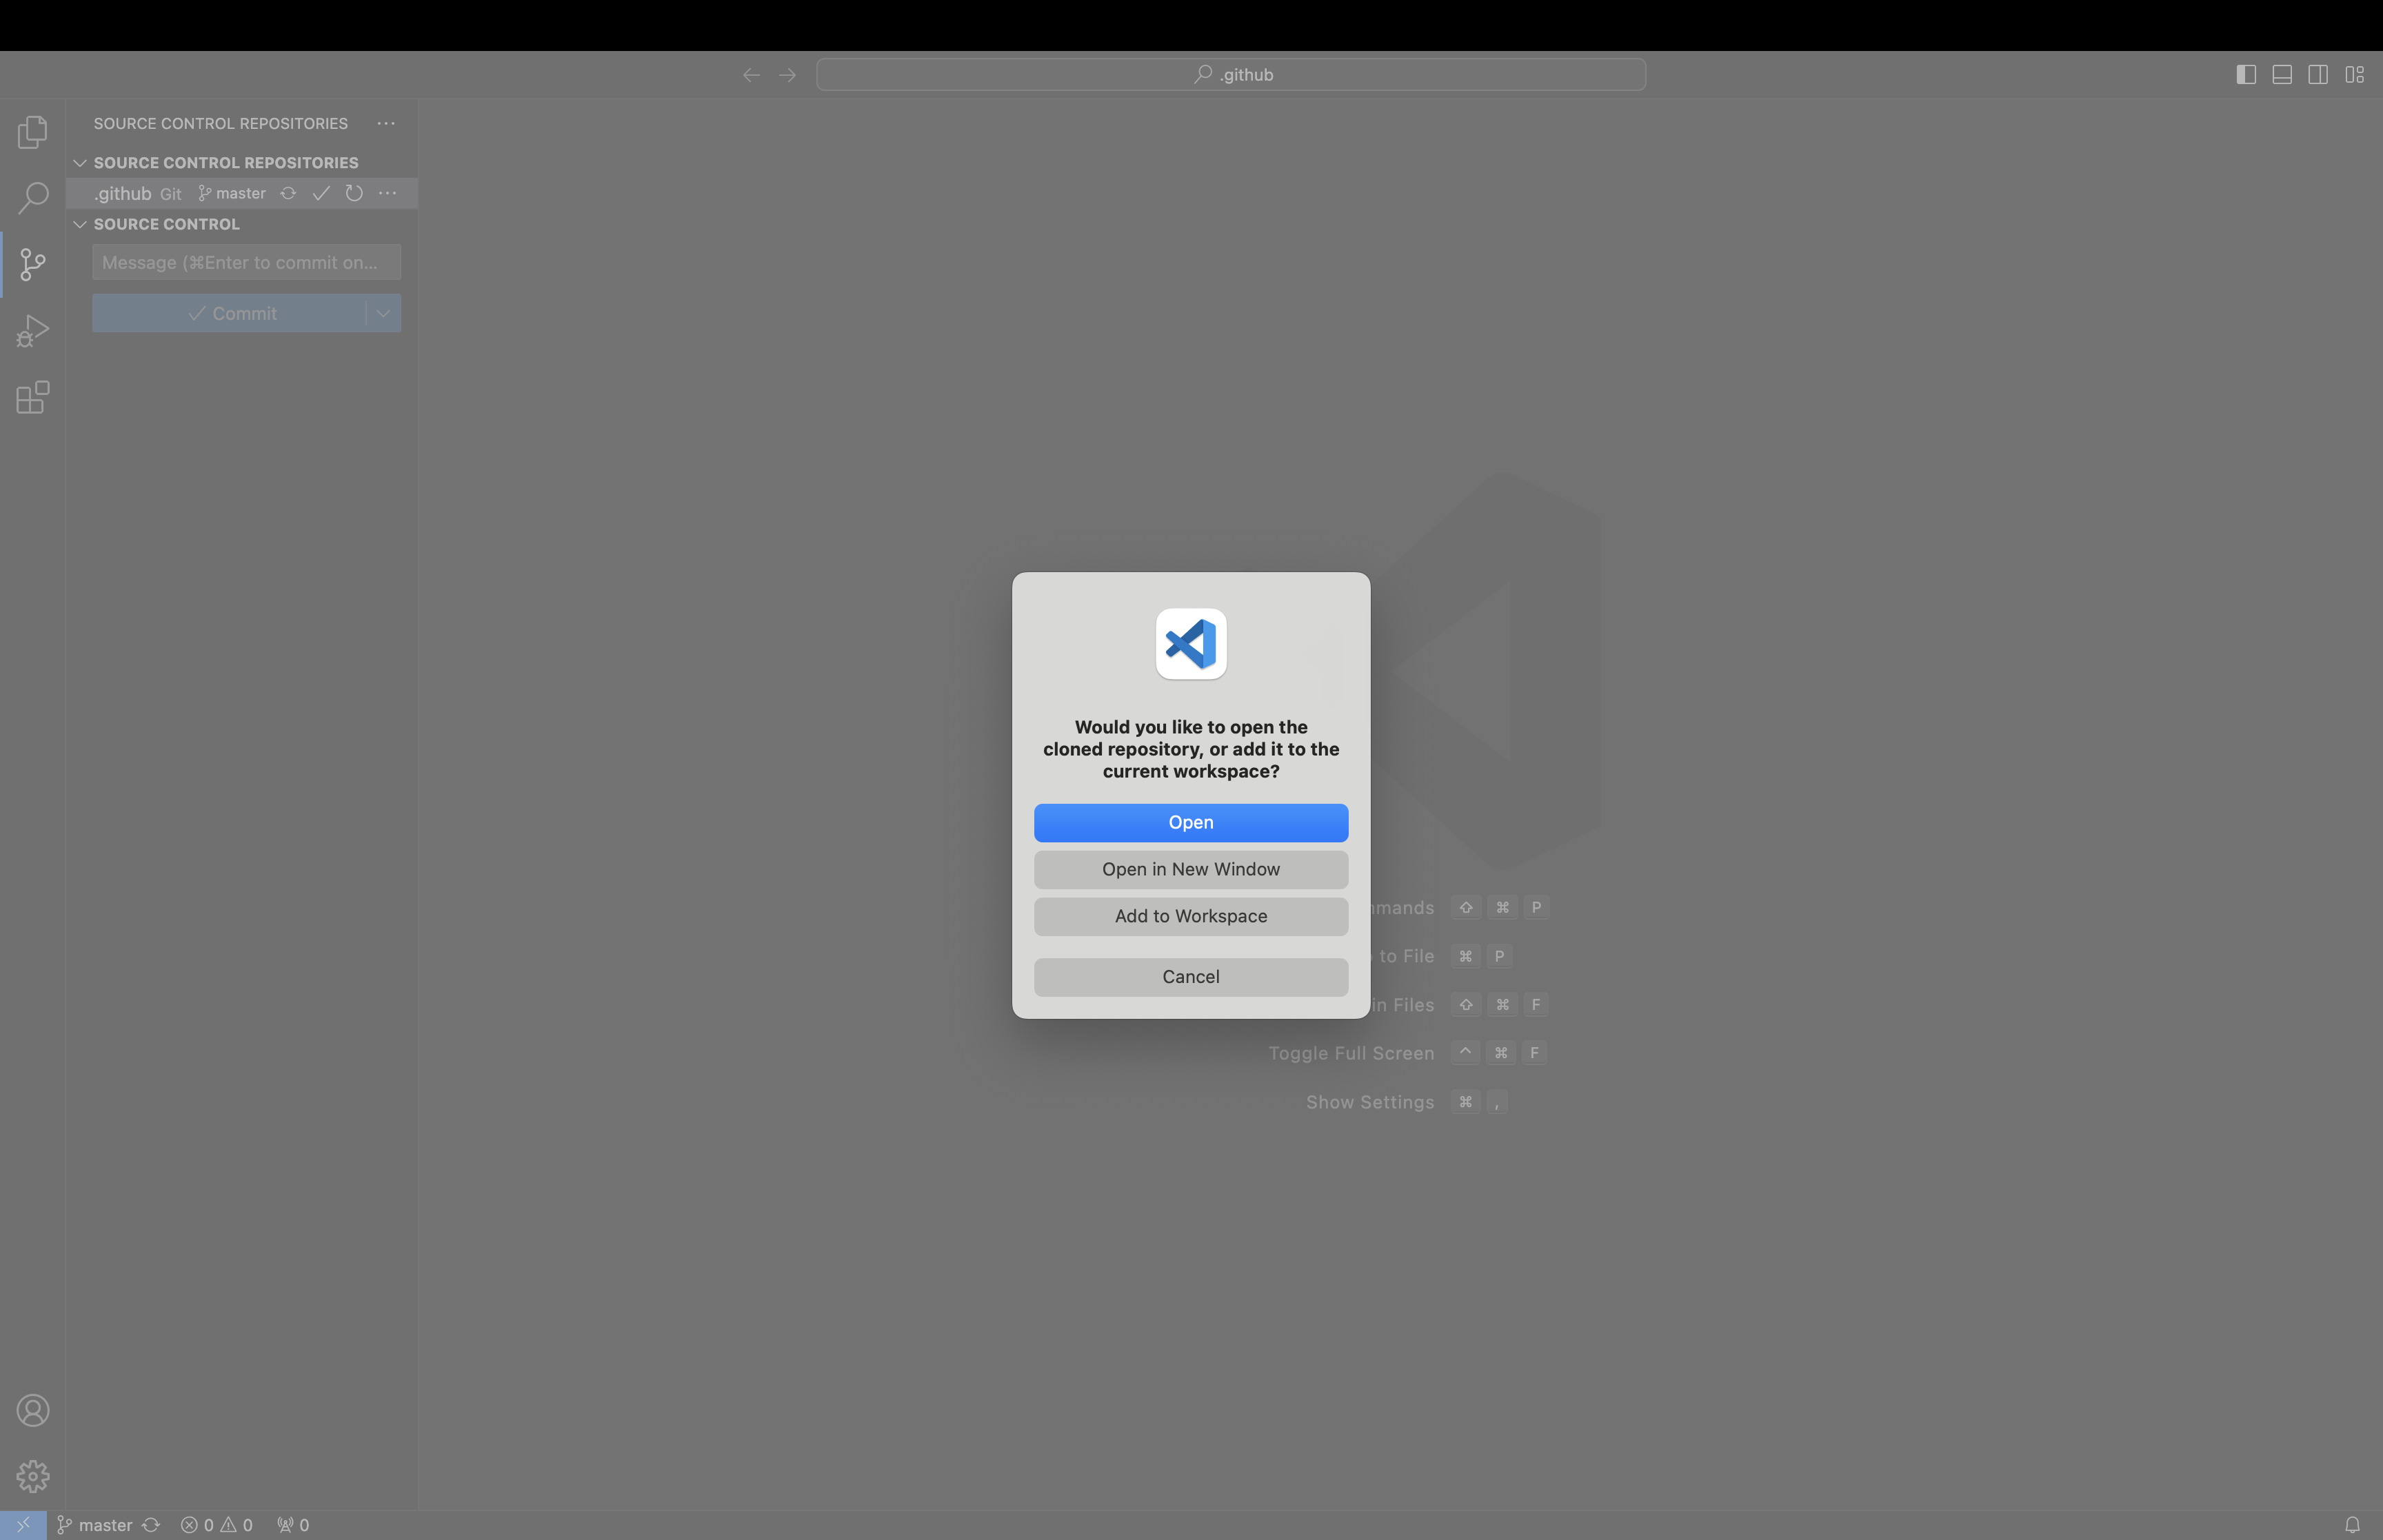 .github
SOURCE CONTROL REPOSITORIES
SOURCE CONTROL REPOSITORIES
.github Git master
SOURCE CONTROL
Message (⌘Enter to commit on...
Commit
Would you like to open the
cloned repository, or add it to the
current workspace?
Open
Open in New Window
Add to Workspace
Cancel
⇧ ⌘ P
to File ⌘ P
in Files ⇧ ⌘ F
Toggle Full Screen ^ ⌘ F
Show Settings ⌘ ,
master 0 0 0